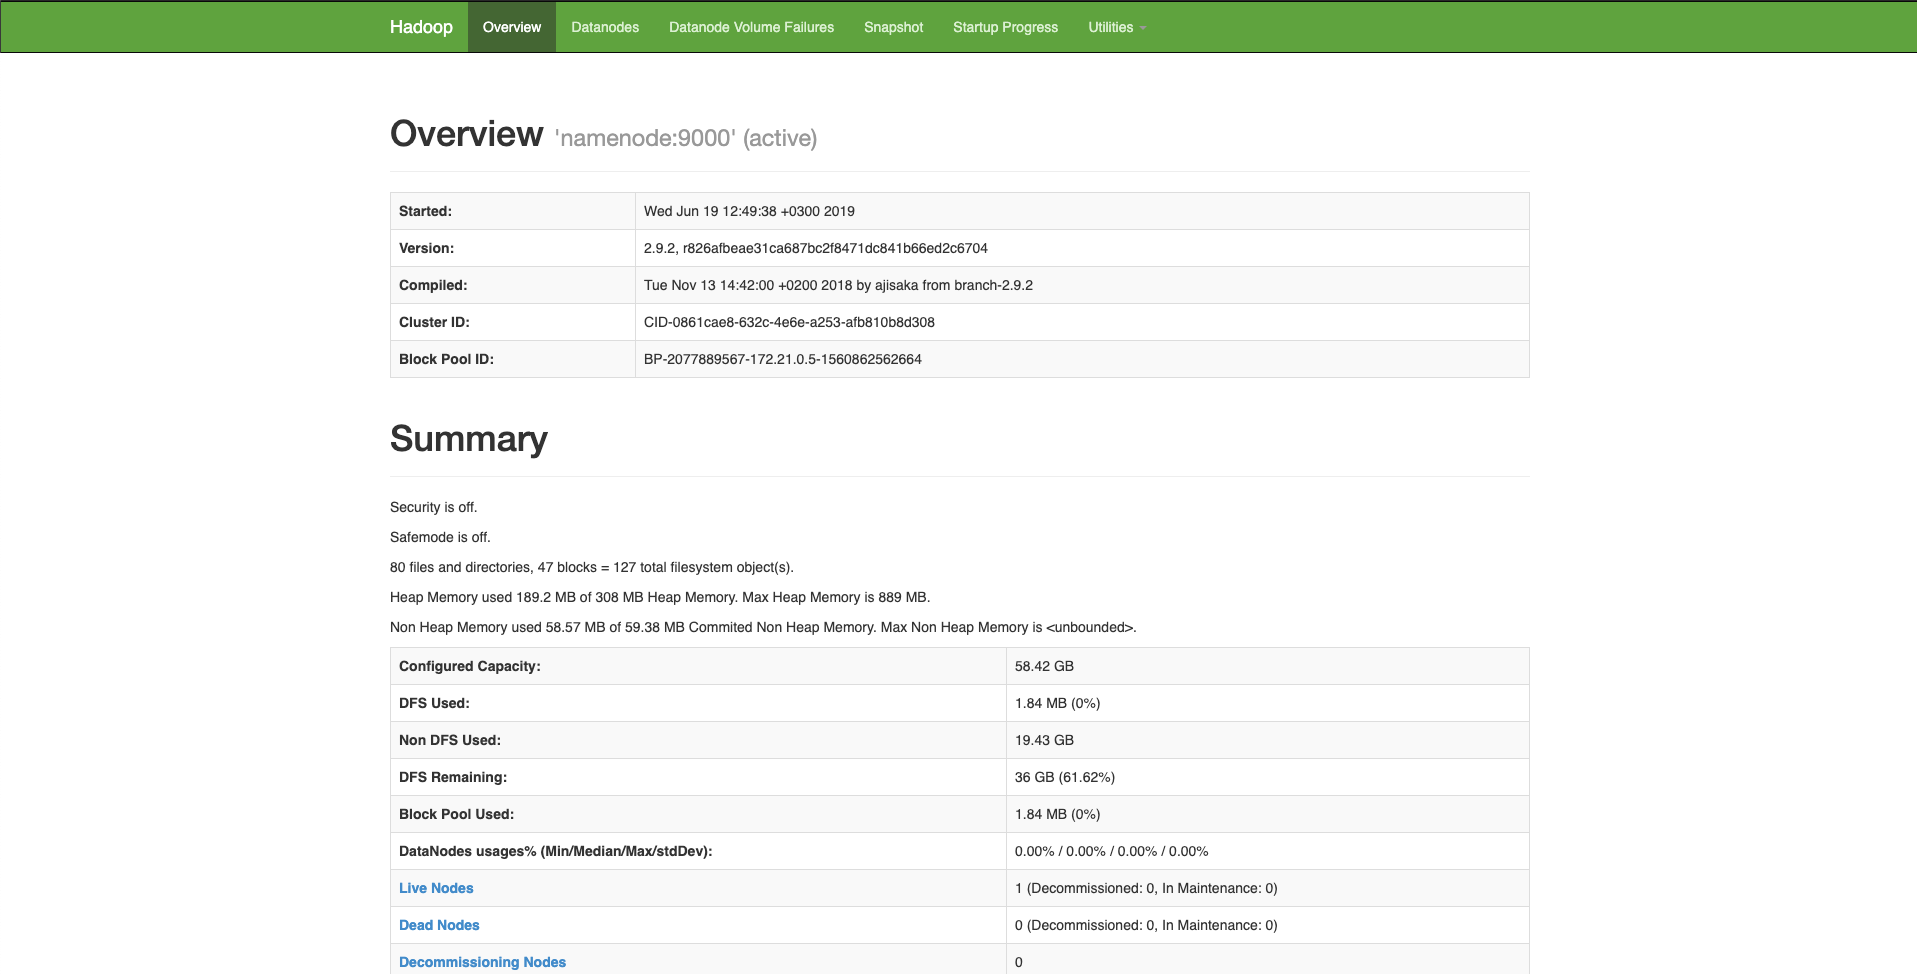 Hadoop Overview Datanodes Datanode Volume Failures Snapshot Startup Progress Utilities
Overview 'namenode:9000' (active)
Started: Wed Jun 19 12:49:38 +0300 2019
Version: 2.9.2, r826afbeae31ca687bc2f8471dc841b66ed2c6704
Compiled: Tue Nov 13 14:42:00 +0200 2018 by ajisaka from branch-2.9.2
Cluster ID: CID-0861cae8-632c-4e6e-a253-afb810b8d308
Block Pool ID: BP-2077889567-172.21.0.5-1560862562664
Summary
Security is off.
Safemode is off.
80 files and directories, 47 blocks = 127 total filesystem object(s).
Heap Memory used 189.2 MB of 308 MB Heap Memory. Max Heap Memory is 889 MB.
Non Heap Memory used 58.57 MB of 59.38 MB Commited Non Heap Memory. Max Non Heap Memory is <unbounded>.
Configured Capacity: 58.42 GB
DFS Used: 1.84 MB (0%)
Non DFS Used: 19.43 GB
DFS Remaining: 36 GB (61.62%)
Block Pool Used: 1.84 MB (0%)
DataNodes usages% (Min/Median/Max/stdDev): 0.00% / 0.00% / 0.00% / 0.00%
Live Nodes 1 (Decommissioned: 0, In Maintenance: 0)
Dead Nodes 0 (Decommissioned: 0, In Maintenance: 0)
Decommissioning Nodes 0